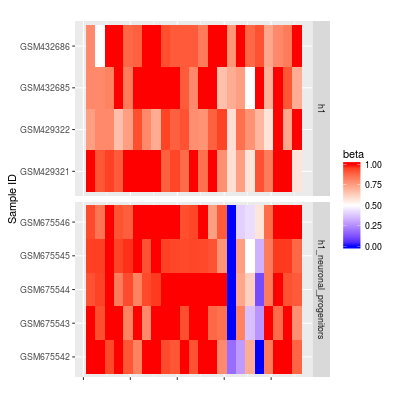 Sample ID
GSM432686
GSM432685
GSM429322
GSM429321
h1
GSM675546
GSM675545
GSM675544
GSM675543
GSM675542
h1_neuronal_progenitors
beta
1.00
0.75
0.50
0.25
0.00